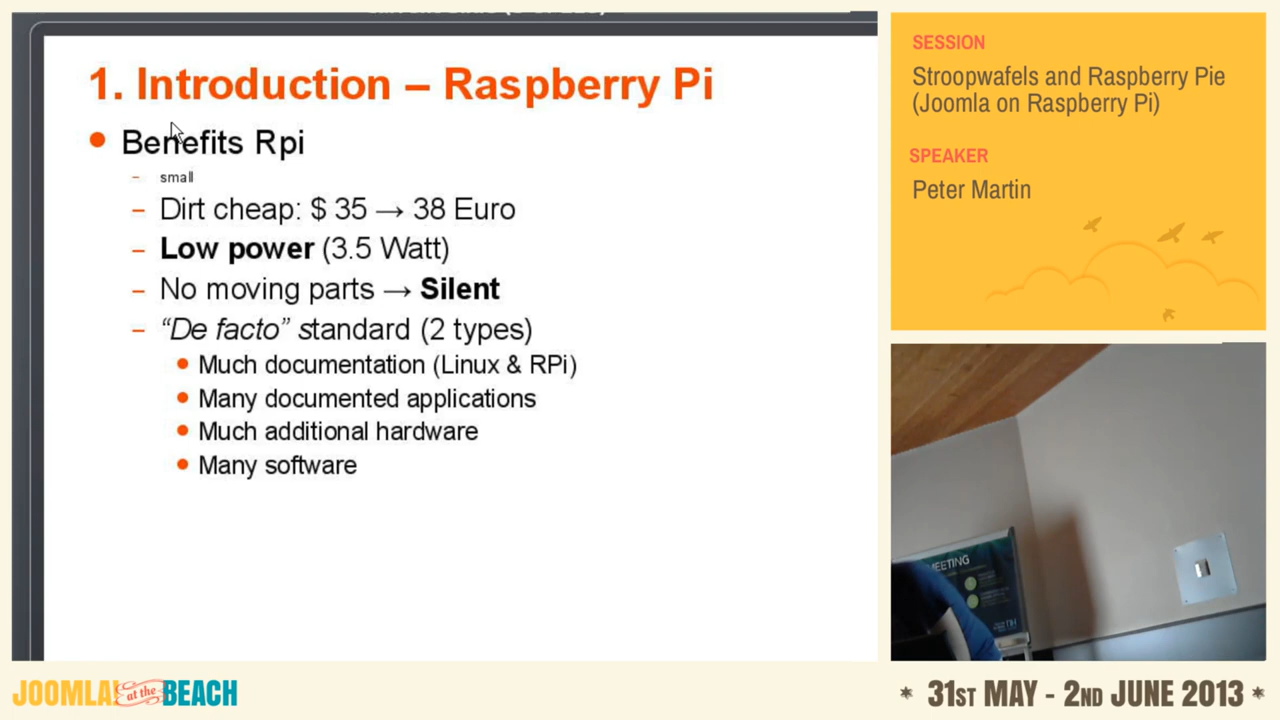 1. Introduction – Raspberry Pi
● Benefits Rpi
– small
– Dirt cheap: $ 35 → 38 Euro
– Low power (3.5 Watt)
– No moving parts → Silent
– “De facto” standard (2 types)
● Much documentation (Linux & RPi)
● Many documented applications
● Much additional hardware
● Many software
SESSION
Stroopwafels and Raspberry Pie
(Joomla on Raspberry Pi)
SPEAKER
Peter Martin
MEETING
NH
JOOMLA! at the BEACH
* 31ST MAY - 2ND JUNE 2013 *